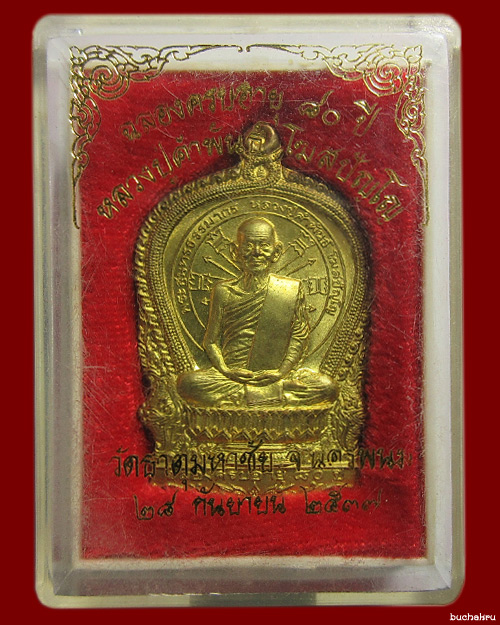 ฉลองครบอายุ ๘๐ ปี
หลวงปู่คำพันธ์ โฆสปัญโญ
วัดธาตุมหาชัย จ.นครพนม
๒๘ กันยายน ๒๕๓๗
buchakru